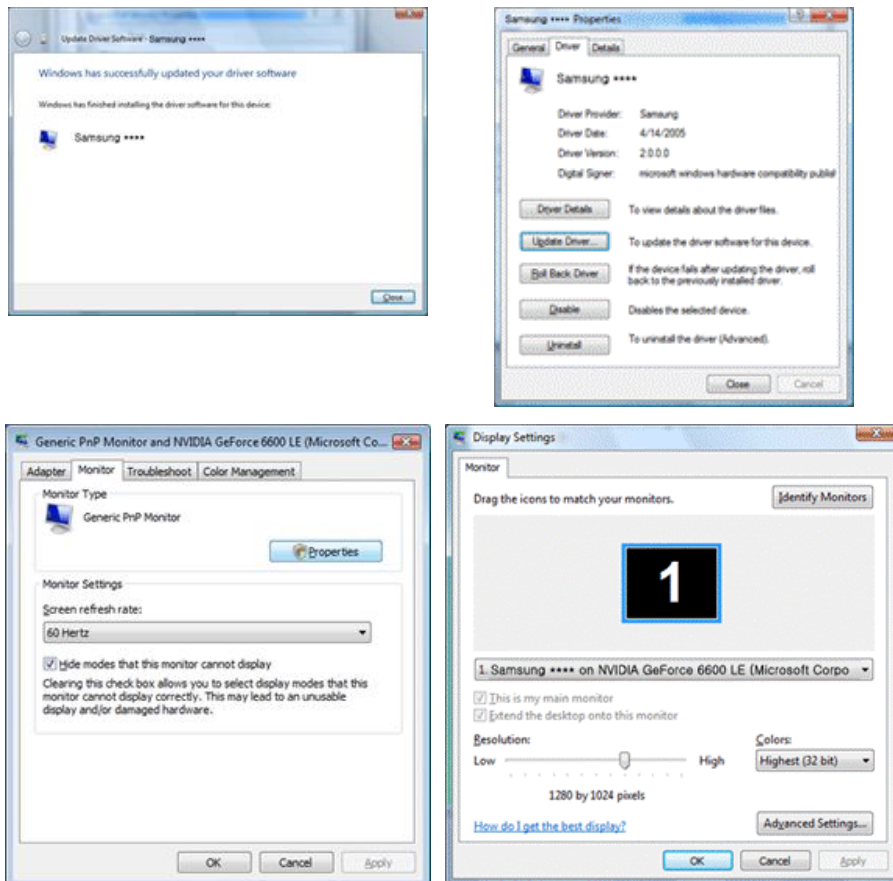 Update Driver Software - Samsung ****
Windows has successfully updated your driver software
Windows has finished installing the driver software for this device:
Samsung ****
Close
Samsung **** Properties
General Driver Details
Samsung ****
Driver Provider: Samsung
Driver Date: 4/14/2005
Driver Version: 2.0.0.0
Digital Signer: microsoft windows hardware compatibility publis
Driver Details To view details about the driver files.
Update Driver... To update the driver software for this device.
Roll Back Driver If the device fails after updating the driver, roll
back to the previously installed driver.
Disable Disables the selected device.
Uninstall To uninstall the driver (Advanced).
Close Cancel
Generic PnP Monitor and NVIDIA GeForce 6600 LE (Microsoft Co...
Adapter Monitor Troubleshoot Color Management
Monitor Type
Generic PnP Monitor
Properties
Monitor Settings
Screen refresh rate:
60 Hertz
Hide modes that this monitor cannot display
Clearing this check box allows you to select display modes that this
monitor cannot display correctly. This may lead to an unusable
display and/or damaged hardware.
OK Cancel Apply
Display Settings
Monitor
Drag the icons to match your monitors. Identify Monitors
1
1. Samsung **** on NVIDIA GeForce 6600 LE (Microsoft Corpo
This is my main monitor
Extend the desktop onto this monitor
Resolution: Colors:
Low High Highest (32 bit)
1280 by 1024 pixels
How do I get the best display? Advanced Settings...
OK Cancel Apply